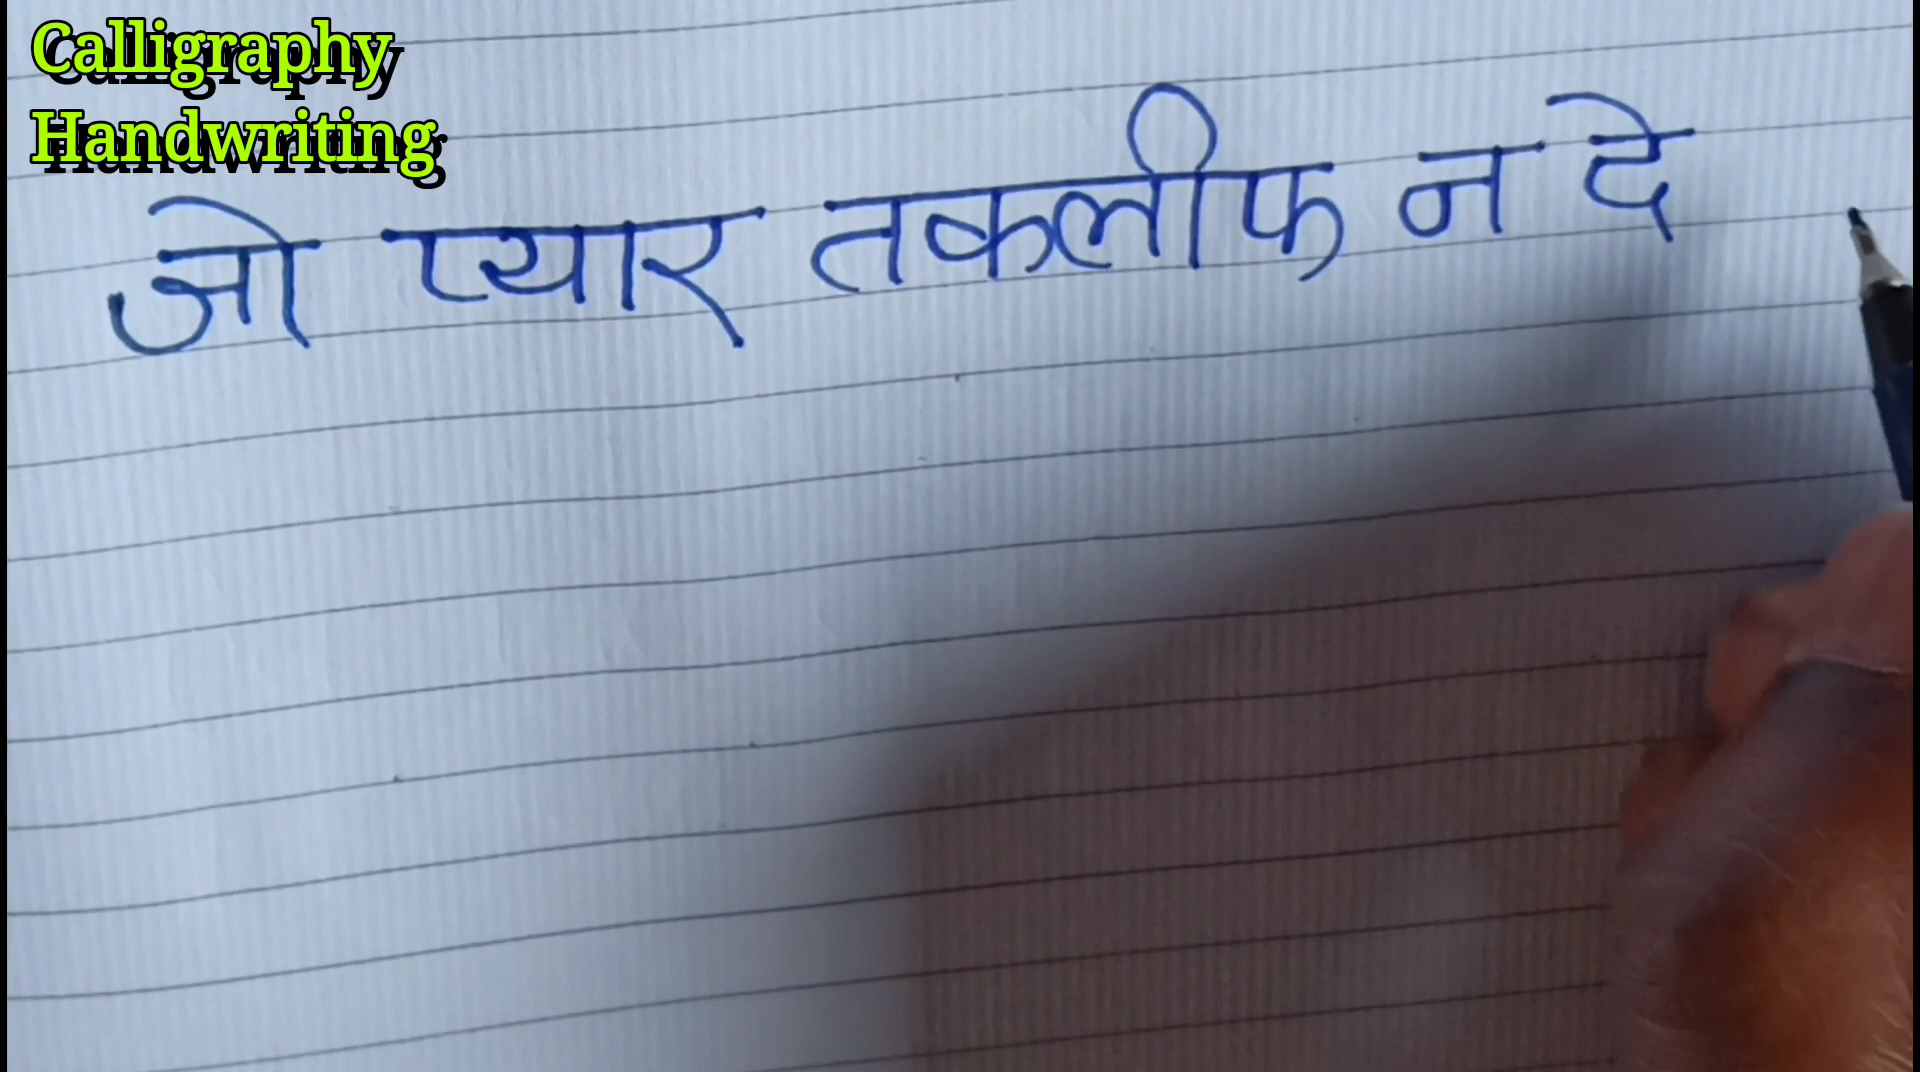 Calligraphy
Handwriting
जो प्यार तकलीफ न दे